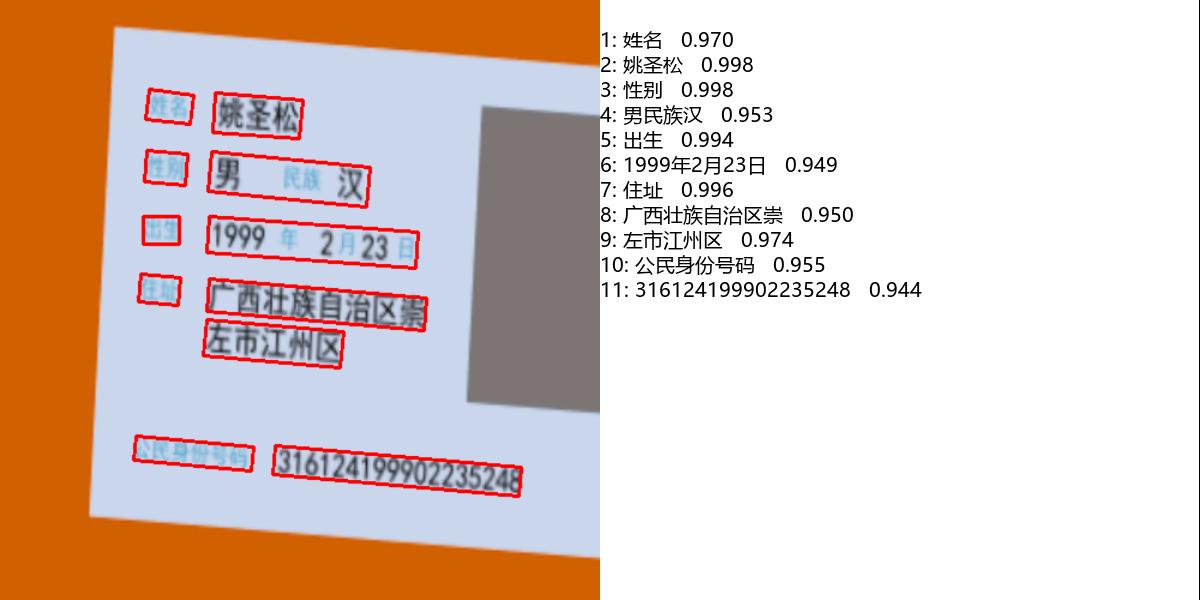 姓名 姚圣松
性别 男 民族 汉
出生 1999 年 2 月 23 日
住址 广西壮族自治区崇
左市江州区
公民身份号码 316124199902235248
1: 姓名 0.970
2: 姚圣松 0.998
3: 性别 0.998
4: 男民族汉 0.953
5: 出生 0.994
6: 1999年2月23日 0.949
7: 住址 0.996
8: 广西壮族自治区崇 0.950
9: 左市江州区 0.974
10: 公民身份号码 0.955
11: 316124199902235248 0.944